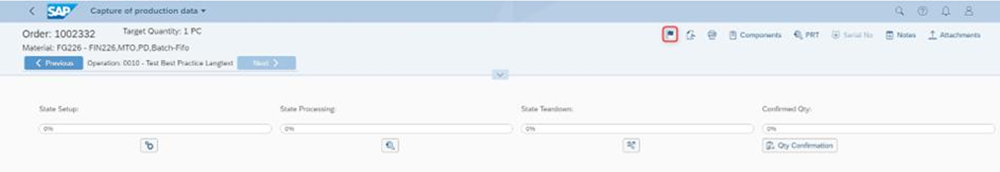 SAP Capture of production data
Order: 1002332 Target Quantity: 1 PC
Components PRT Serial No Notes Attachments
Material: FG226 - FIN226,MTO,PD,Batch-Fifo
Previous Operation: 0010 - Test Best Practice Langtext Next
State Setup: State Processing: State Teardown: Confirmed Qty:
0% 0% 0% 0%
Qty Confirmation